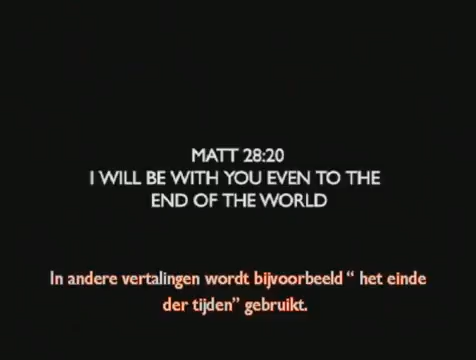 MATT 28:20
I WILL BE WITH YOU EVEN TO THE
END OF THE WORLD
In andere vertalingen wordt bijvoorbeeld “ het einde
der tijden” gebruikt.